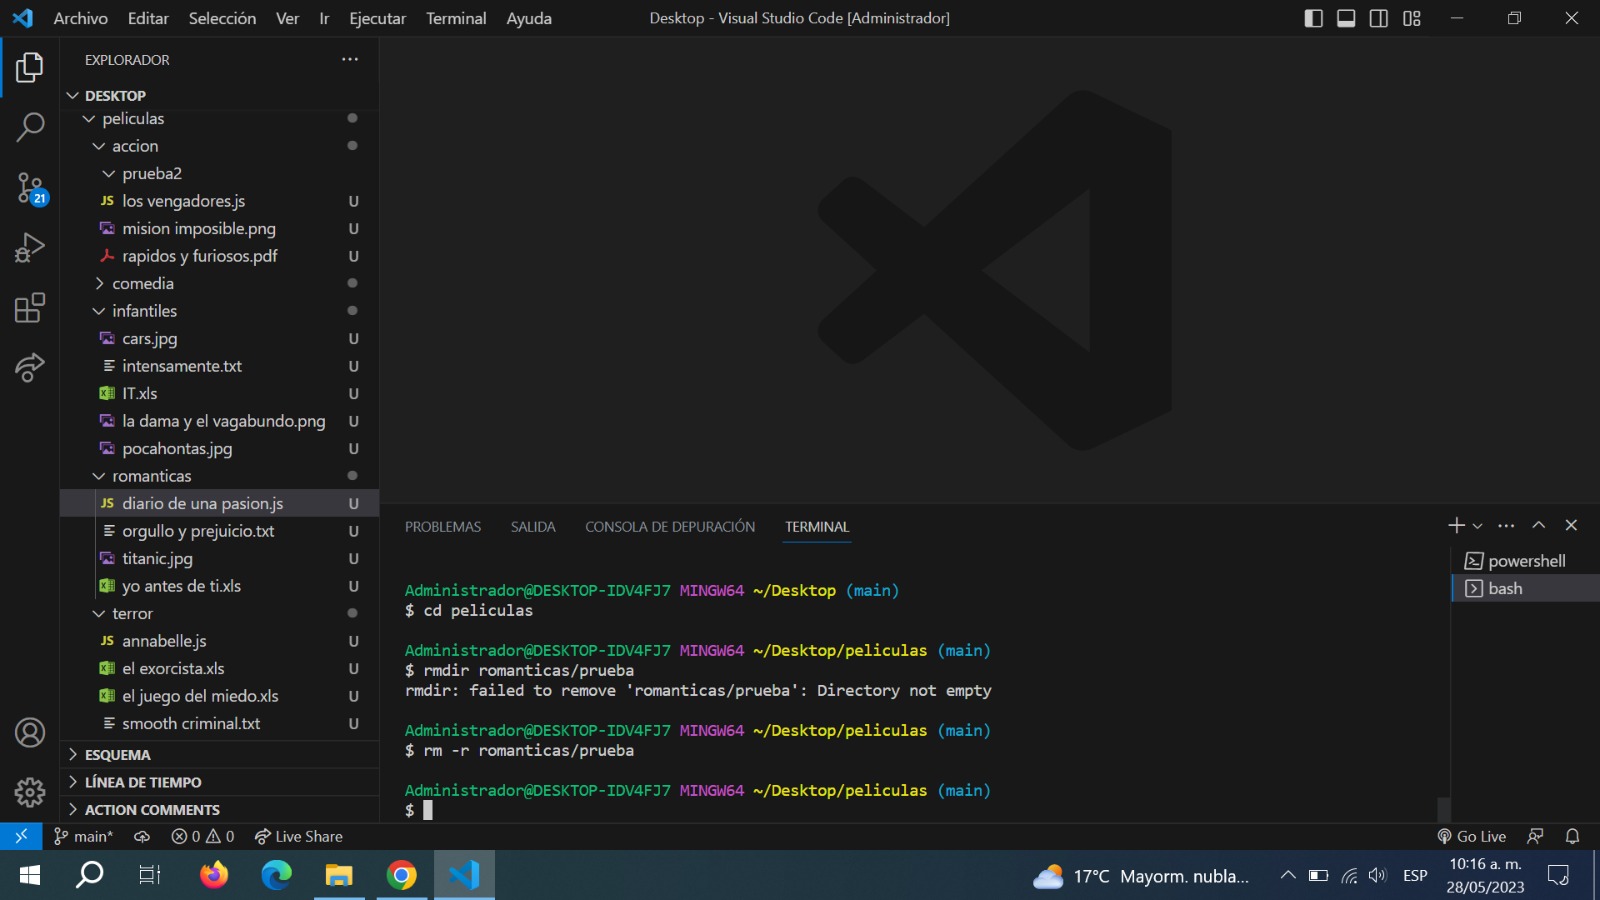 Archivo Editar Selección Ver Ir Ejecutar Terminal Ayuda Desktop - Visual Studio Code [Administrador]
EXPLORADOR
DESKTOP
peliculas
accion
prueba2
JS los vengadores.js U
mision imposible.png U
rapidos y furiosos.pdf U
comedia
infantiles
cars.jpg U
intensamente.txt U
IT.xls U
la dama y el vagabundo.png U
pocahontas.jpg U
romanticas
JS diario de una pasion.js U
orgullo y prejuicio.txt U
titanic.jpg U
yo antes de ti.xls U
terror
JS annabelle.js U
el exorcista.xls U
el juego del miedo.xls U
smooth criminal.txt U
ESQUEMA
LÍNEA DE TIEMPO
ACTION COMMENTS
21
PROBLEMAS SALIDA CONSOLA DE DEPURACIÓN TERMINAL
powershell
bash
Administrador@DESKTOP-IDV4FJ7 MINGW64 ~/Desktop (main)
$ cd peliculas
Administrador@DESKTOP-IDV4FJ7 MINGW64 ~/Desktop/peliculas (main)
$ rmdir romanticas/prueba
rmdir: failed to remove 'romanticas/prueba': Directory not empty
Administrador@DESKTOP-IDV4FJ7 MINGW64 ~/Desktop/peliculas (main)
$ rm -r romanticas/prueba
Administrador@DESKTOP-IDV4FJ7 MINGW64 ~/Desktop/peliculas (main)
$
main* 0 0 Live Share Go Live
17°C Mayorm. nubla... ESP
10:16 a. m.
28/05/2023